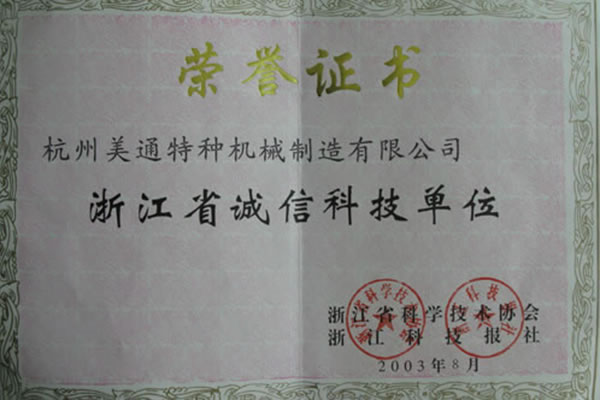 荣誉证书
杭州美通特种机械制造有限公司
浙江省诚信科技单位
浙江省科学技术协会
浙江科技报社
2003年8月